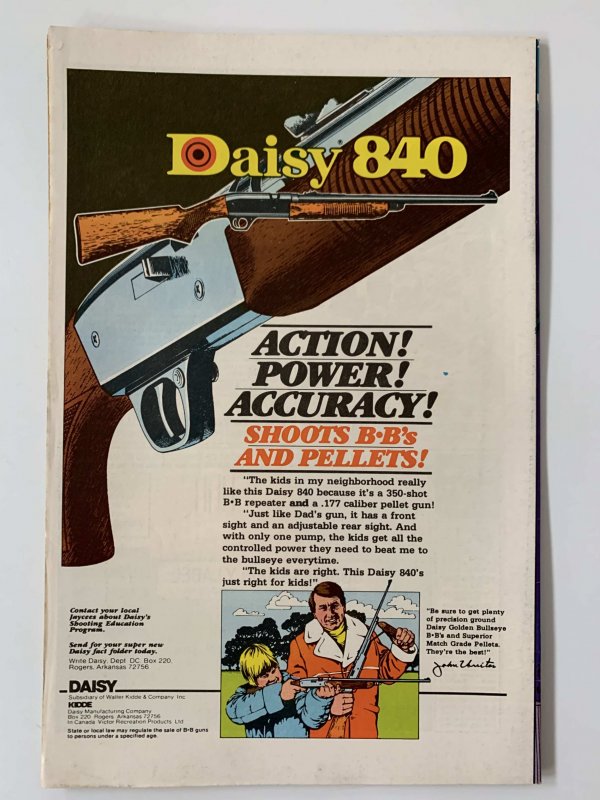 Daisy 840
ACTION!
POWER!
ACCURACY!
SHOOTS B•B's
AND PELLETS!
"The kids in my neighborhood really
like this Daisy 840 because it's a 350-shot
B•B repeater and a .177 caliber pellet gun!
"Just like Dad's gun, it has a front
sight and an adjustable rear sight. And
with only one pump, the kids get all the
controlled power they need to beat me to
the bullseye everytime.
"The kids are right. This Daisy 840's
just right for kids!"
Contact your local
Jaycees about Daisy's
Shooting Education
Program.
Send for your super new
Daisy fact folder today.
Write Daisy, Dept DC Box 220,
Rogers, Arkansas 72756
DAISY
Subsidiary of Walter Kidde & Company Inc
KIDDE
Daisy Manufacturing Company
Box 220 Rogers Arkansas 72756
In Canada Victor Recreation Products Ltd
State or local law may regulate the sale of B•B guns
to persons under a specified age.
"Be sure to get plenty
of precision ground
Daisy Golden Bullseye
B•B's and Superior
Match Grade Pellets.
They're the best!"